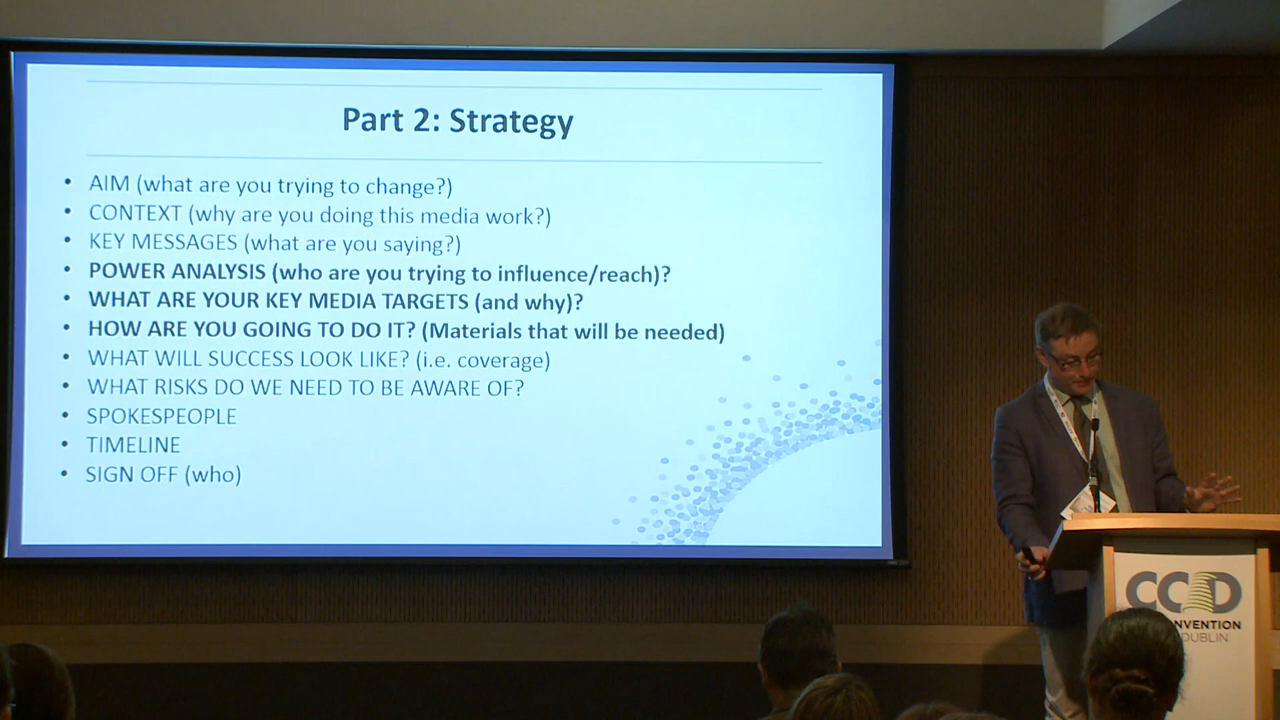 Part 2: Strategy
• AIM (what are you trying to change?)
• CONTEXT (why are you doing this media work?)
• KEY MESSAGES (what are you saying?)
• POWER ANALYSIS (who are you trying to influence/reach)?
• WHAT ARE YOUR KEY MEDIA TARGETS (and why)?
• HOW ARE YOU GOING TO DO IT? (Materials that will be needed)
• WHAT WILL SUCCESS LOOK LIKE? (i.e. coverage)
• WHAT RISKS DO WE NEED TO BE AWARE OF?
• SPOKESPEOPLE
• TIMELINE
• SIGN OFF (who)
CC D
NVENTION
DUBLIN